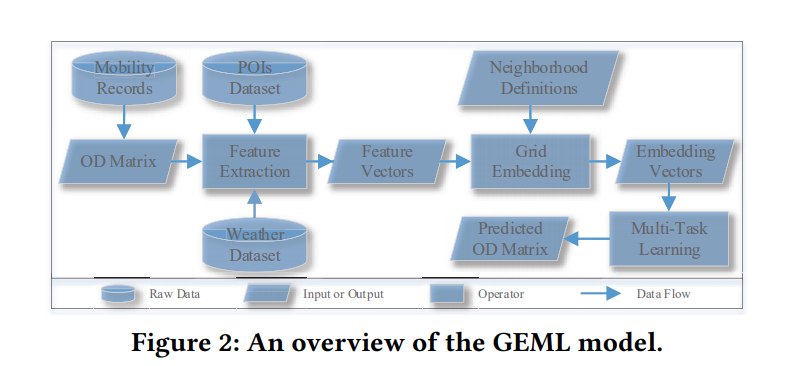 Mobility
Records
POIs
Dataset
Neighborhood
Definitions
OD Matrix
Feature
Extraction
Feature
Vectors
Grid
Embedding
Embedding
Vectors
Weather
Dataset
Predicted
OD Matrix
Multi-Task
Learning
Raw Data
Input or Output
Operator
Data Flow
Figure 2: An overview of the GEML model.